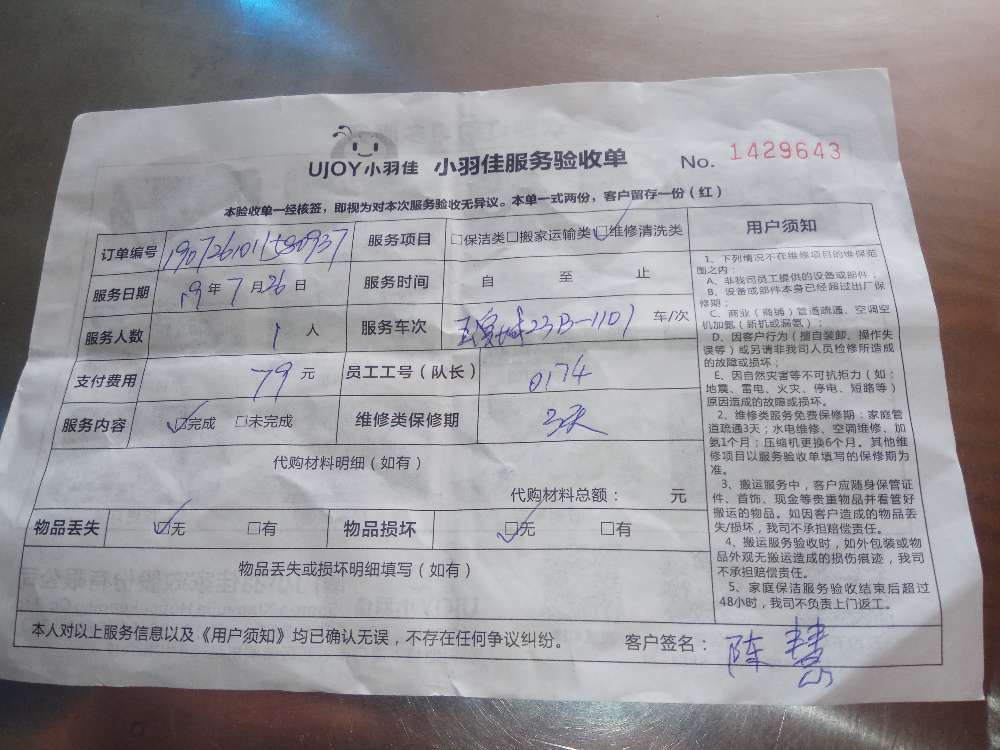 UJOY小羽佳 小羽佳服务验收单 No. 1429643
本验收单一经核签，即视为对本次服务验收无异议。本单一式两份，客户留存一份（红）
订单编号 服务项目 □保洁类□搬家运输类☑维修清洗类
服务日期 19年7月26日 服务时间 自 至 止
服务人数 1 人 服务车次 23B-1101 车/次
支付费用 79 元 员工工号（队长） 0174
服务内容 ☑完成 □未完成 维修类保修期 3天
代购材料明细（如有）
代购材料总额： 元
物品丢失 ☑无 □有 物品损坏 ☑无 □有
物品丢失或损坏明细填写（如有）
用户须知
1、下列情况不在维修项目的维保范
围之内：
A、非我司员工提供的设备或部件；
B、设备或部件本身已经超过出厂保
修期；
C、商业（商铺）管道疏通、空调空
机加氨（新机或漏氨）；
D、因客户行为（擅自装卸、操作失
误等）或另请非我司人员检修所造成
的故障或损坏；
E、因自然灾害等不可抗拒力（如：
地震、雷电、火灾、停电、短路等）
原因造成的故障或损坏。
2、维修类服务免费保修期：家庭管
道疏通3天；水电维修、空调维修、加
氨1个月；压缩机更换6个月。其他维
修项目以服务验收单填写的保修期为
准。
3、搬运服务中，客户应随身保管证
件、首饰、现金等贵重物品并看管好
搬运的物品。如因客户造成的物品丢
失/损坏，我司不承担赔偿责任。
4、搬运服务验收时，如外包装或物
品外观无搬运造成的损伤痕迹，我司
不承担赔偿责任。
5、家庭保洁服务验收结束后超过
48小时，我司不负责上门返工。
本人对以上服务信息以及《用户须知》均已确认无误，不存在任何争议纠纷。 客户签名：陈慧